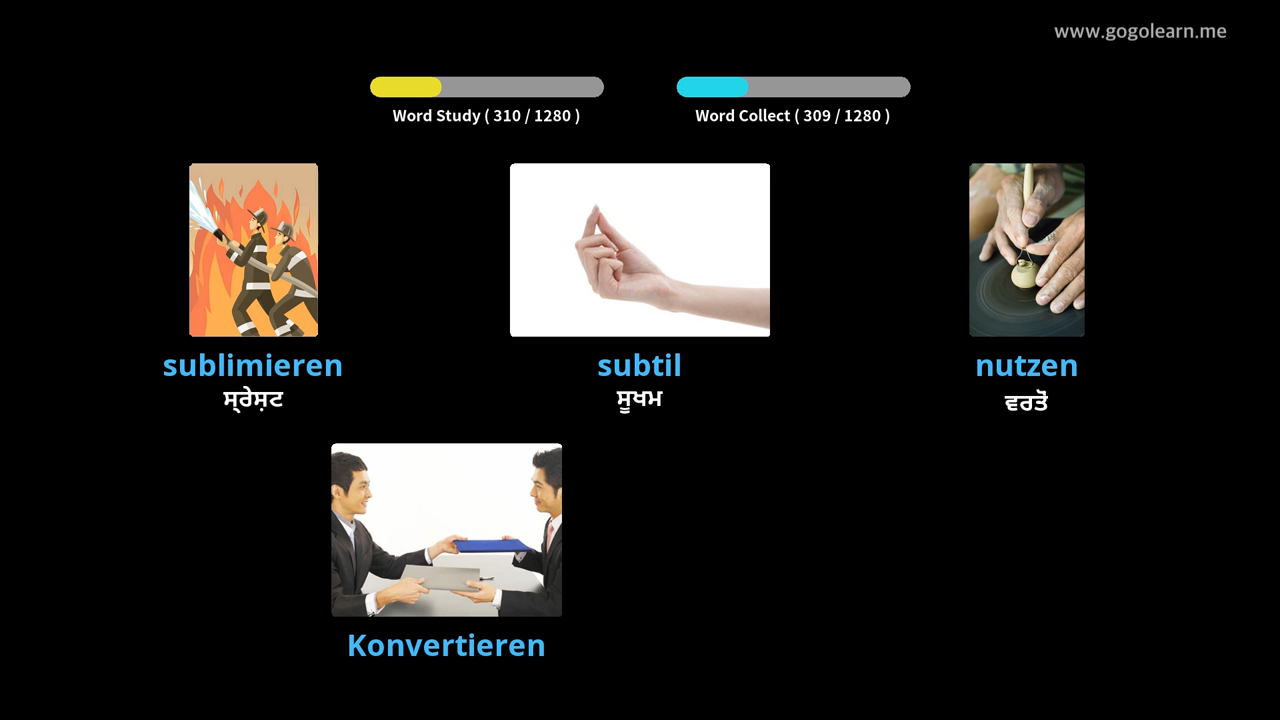 www.gogolearn.me
Word Study ( 310 / 1280 )
Word Collect ( 309 / 1280 )
sublimieren
ਸ੍ਰੇਸ਼ਟ
subtil
ਸੂਖਮ
nutzen
ਵਰਤੋਂ
Konvertieren